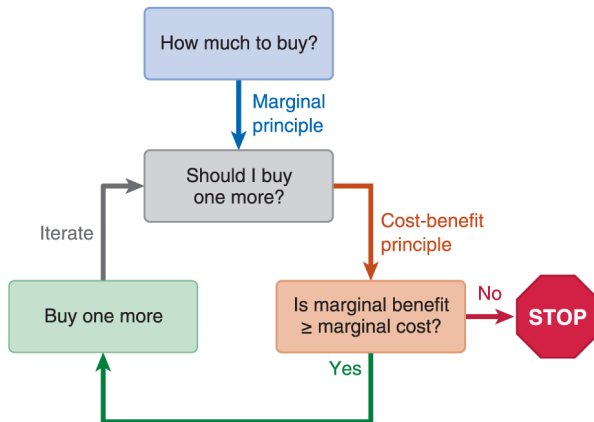 How much to buy?
Marginal
principle
Should I buy
one more?
Iterate
Cost-benefit
principle
Buy one more
Is marginal benefit
≥ marginal cost?
No
STOP
Yes